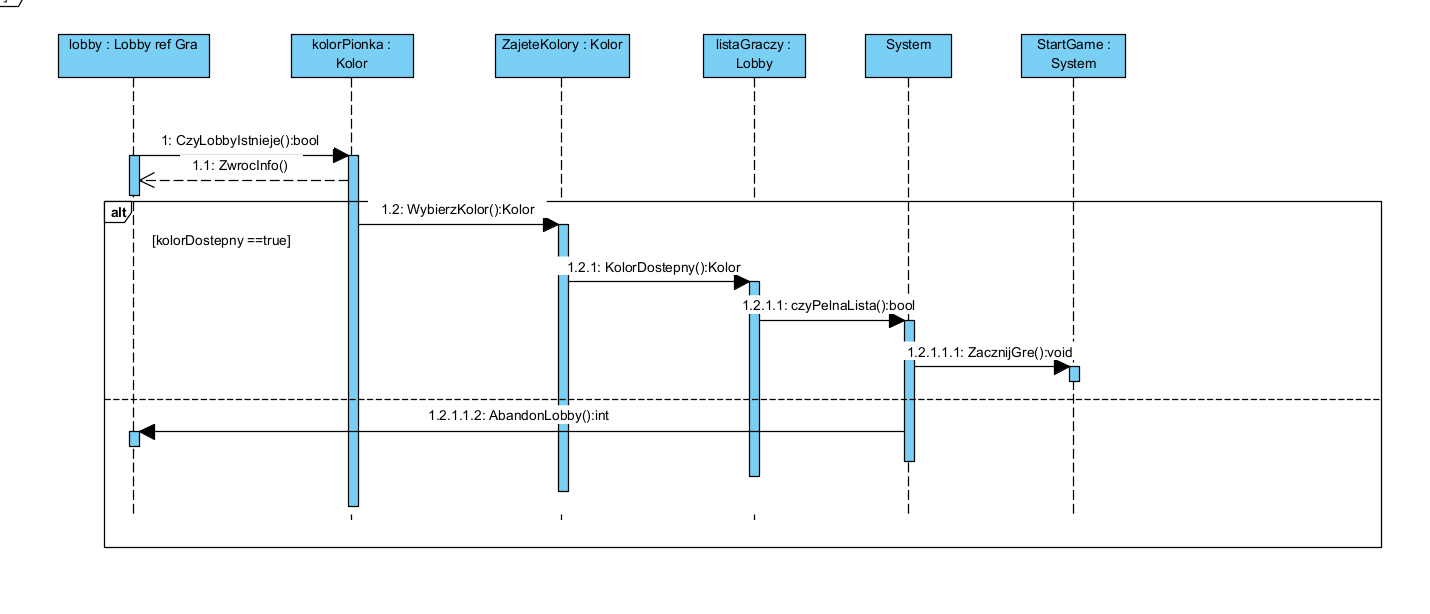 lobby : Lobby ref Gra
kolorPionka :
Kolor
ZajeteKolory : Kolor
listaGraczy :
Lobby
System
StartGame :
System
1: CzyLobbyIstnieje():bool
1.1: ZwrocInfo()
alt
1.2: WybierzKolor():Kolor
[kolorDostepny ==true]
1.2.1: KolorDostepny():Kolor
1.2.1.1: czyPelnaLista():bool
1.2.1.1.1: ZacznijGre():void
1.2.1.1.2: AbandonLobby():int